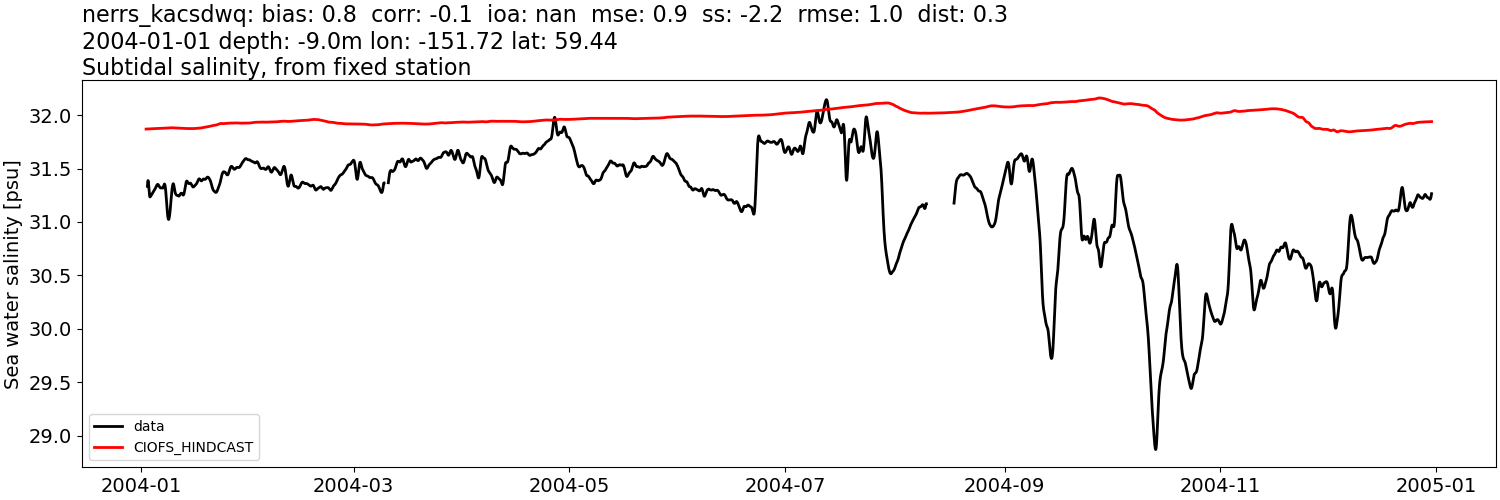 nerrs_kacsdwq: bias: 0.8  corr: -0.1  ioa: nan  mse: 0.9  ss: -2.2  rmse: 1.0  dist: 0.3
2004-01-01 depth: -9.0m lon: -151.72 lat: 59.44
Subtidal salinity, from fixed station
Sea water salinity [psu]
32.0
31.5
31.0
30.5
30.0
29.5
29.0
data
CIOFS_HINDCAST
2004-01
2004-03
2004-05
2004-07
2004-09
2004-11
2005-01